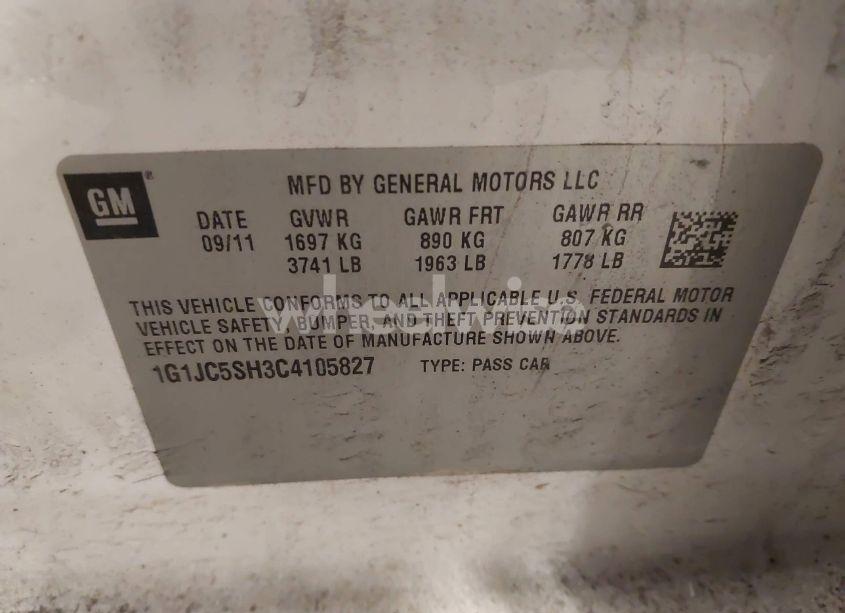 GM
MFD BY GENERAL MOTORS LLC
DATE GVWR GAWR FRT GAWR RR
09/11 1697 KG 890 KG 807 KG
3741 LB 1963 LB 1778 LB
THIS VEHICLE CONFORMS TO ALL APPLICABLE U.S. FEDERAL MOTOR
VEHICLE SAFETY, BUMPER, AND THEFT PREVENTION STANDARDS IN
EFFECT ON THE DATE OF MANUFACTURE SHOWN ABOVE.
1G1JC5SH3C4105827 TYPE: PASS CAR